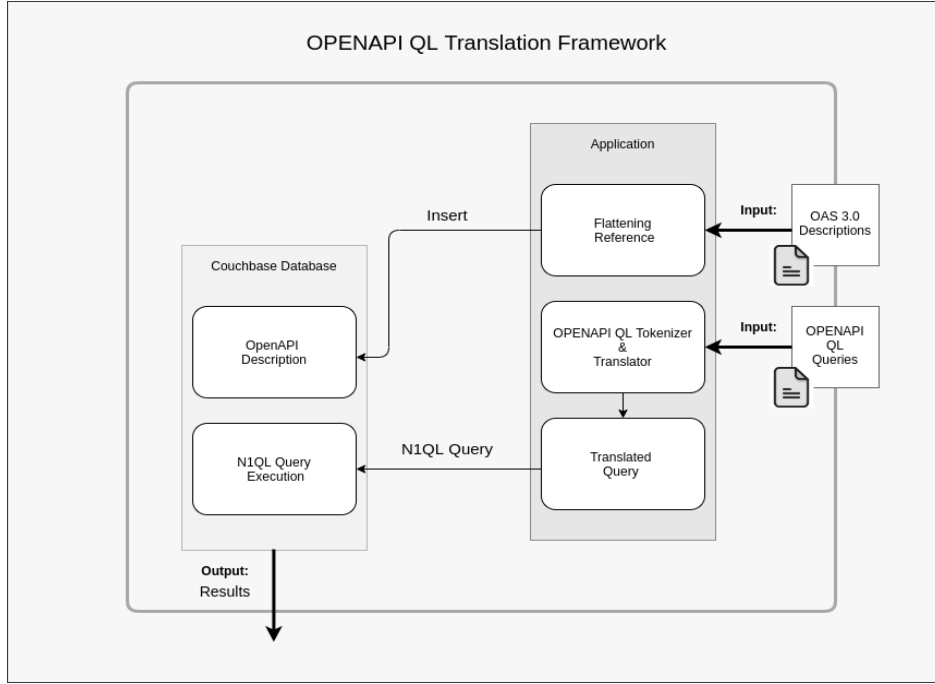 OPENAPI QL Translation Framework
Application
Flattening
Reference
Input:
OAS 3.0
Descriptions
Insert
Couchbase Database
OpenAPI
Description
OPENAPI QL Tokenizer
&
Translator
Input:
OPENAPI
QL
Queries
N1QL Query
Execution
N1QL Query
Translated
Query
Output:
Results